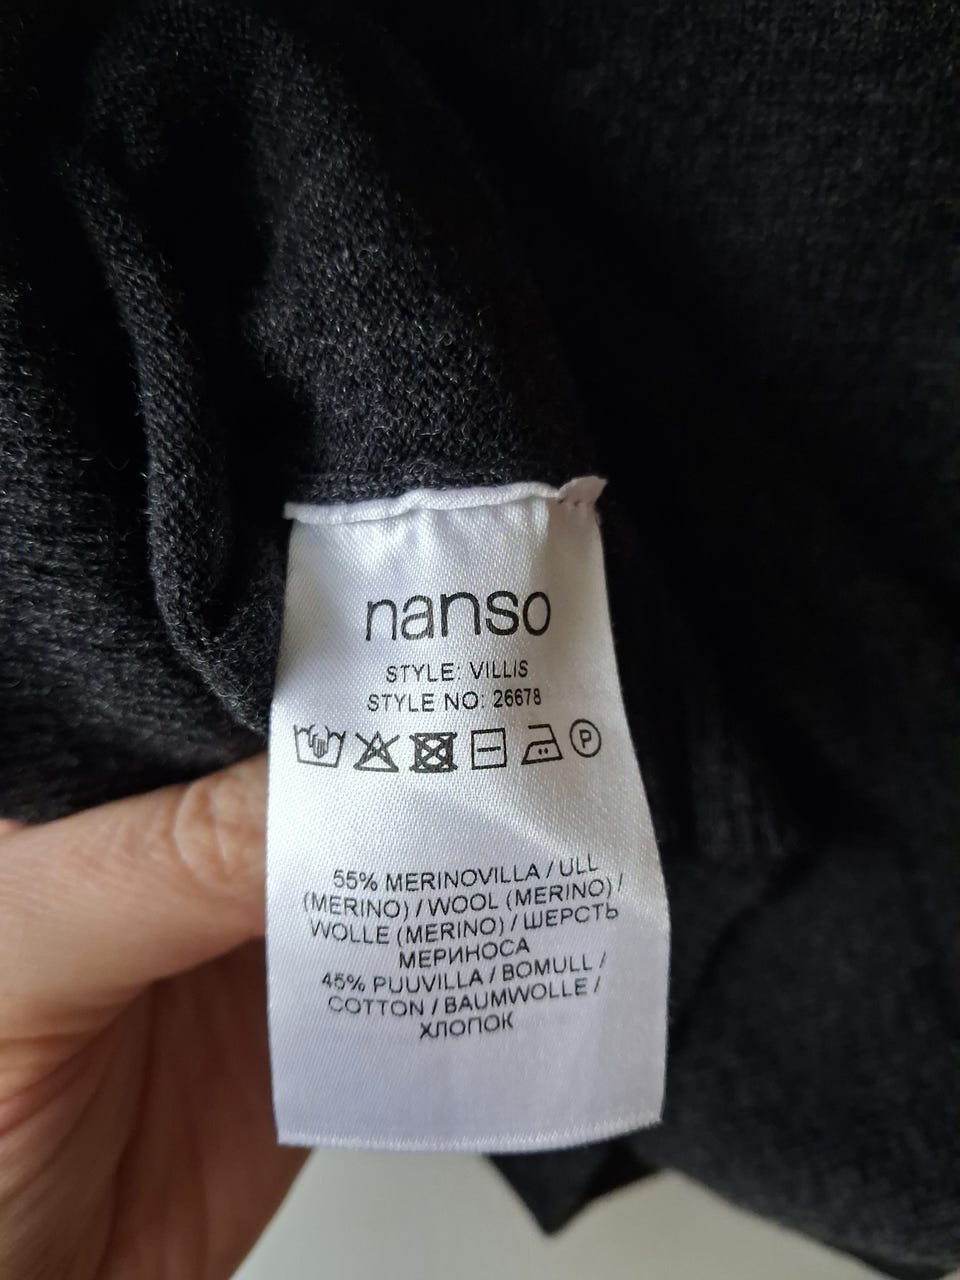 nanso
STYLE: VILLIS
STYLE NO: 26678
P
55% MERINOVILLA / ULL
(MERINO) / WOOL (MERINO) /
WOLLE (MERINO) / ШЕРСТЬ
МЕРИНОСА
45% PUUVILLA / BOMULL /
COTTON / BAUMWOLLE /
ХЛОПОК